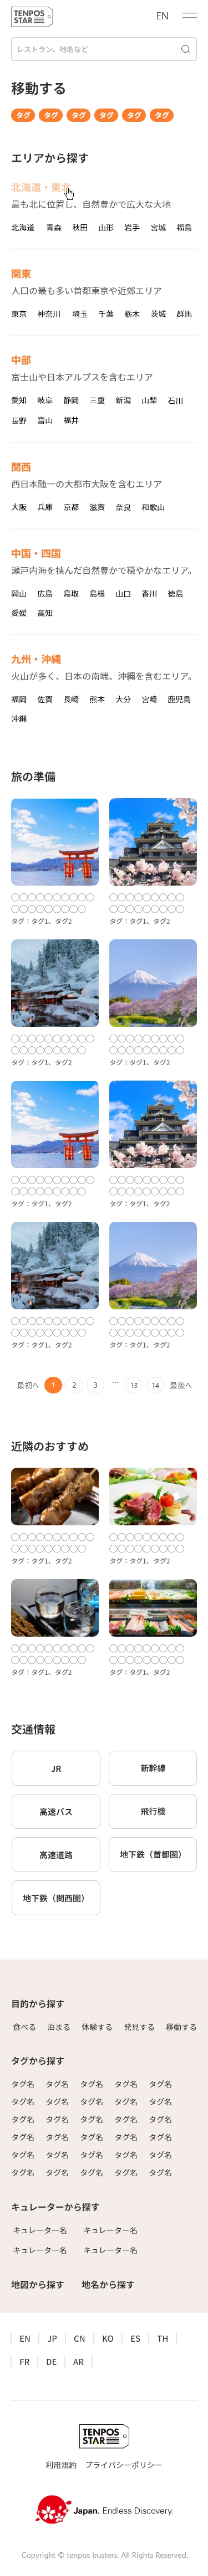 TENPOS STAR
EN
レストラン、地名など
移動する
タグ タグ タグ タグ タグ タグ
エリアから探す
北海道・東北
最も北に位置し、自然豊かで広大な大地
北海道 青森 秋田 山形 岩手 宮城 福島
関東
人口の最も多い首都東京や近郊エリア
東京 神奈川 埼玉 千葉 栃木 茨城 群馬
中部
富士山や日本アルプスを含むエリア
愛知 岐阜 静岡 三重 新潟 山梨 石川
長野 富山 福井
関西
西日本随一の大都市大阪を含むエリア
大阪 兵庫 京都 滋賀 奈良 和歌山
中国・四国
瀬戸内海を挟んだ自然豊かで穏やかなエリア。
岡山 広島 鳥取 島根 山口 香川 徳島
愛媛 高知
九州・沖縄
火山が多く、日本の南端、沖縄を含むエリア。
福岡 佐賀 長崎 熊本 大分 宮崎 鹿児島
沖縄
旅の準備
◯◯◯◯◯◯◯◯◯◯ ◯◯◯◯◯◯◯◯◯
◯◯◯◯◯◯◯◯◯ ◯◯◯◯◯◯◯◯◯
タグ：タグ1、タグ2 タグ：タグ1、タグ2
◯◯◯◯◯◯◯◯◯◯ ◯◯◯◯◯◯◯◯◯
◯◯◯◯◯◯◯◯◯ ◯◯◯◯◯◯◯◯◯
タグ：タグ1、タグ2 タグ：タグ1、タグ2
◯◯◯◯◯◯◯◯◯◯ ◯◯◯◯◯◯◯◯◯
◯◯◯◯◯◯◯◯◯ ◯◯◯◯◯◯◯◯◯
タグ：タグ1、タグ2 タグ：タグ1、タグ2
◯◯◯◯◯◯◯◯◯◯ ◯◯◯◯◯◯◯◯◯
◯◯◯◯◯◯◯◯◯ ◯◯◯◯◯◯◯◯◯
タグ：タグ1、タグ2 タグ：タグ1、タグ2
最初へ 1 2 3 … 13 14 最後へ
近隣のおすすめ
◯◯◯◯◯◯◯◯◯◯ ◯◯◯◯◯◯◯◯◯
◯◯◯◯◯◯◯◯◯ ◯◯◯◯◯◯◯◯◯
タグ：タグ1、タグ2 タグ：タグ1、タグ2
◯◯◯◯◯◯◯◯◯◯ ◯◯◯◯◯◯◯◯◯
◯◯◯◯◯◯◯◯◯ ◯◯◯◯◯◯◯◯◯
タグ：タグ1、タグ2 タグ：タグ1、タグ2
交通情報
JR 新幹線
高速バス 飛行機
高速道路 地下鉄（首都圏）
地下鉄（関西圏）
目的から探す
食べる 泊まる 体験する 発見する 移動する
タグから探す
タグ名 タグ名 タグ名 タグ名 タグ名
タグ名 タグ名 タグ名 タグ名 タグ名
タグ名 タグ名 タグ名 タグ名 タグ名
タグ名 タグ名 タグ名 タグ名 タグ名
タグ名 タグ名 タグ名 タグ名 タグ名
タグ名 タグ名 タグ名 タグ名 タグ名
キュレーターから探す
キュレーター名 キュレーター名
キュレーター名 キュレーター名
地図から探す 地名から探す
EN JP CN KO ES TH
FR DE AR
TENPOS STAR
利用規約 プライバシーポリシー
Japan. Endless Discovery.
Copyright © tenpos busters. All Rights Reserved.